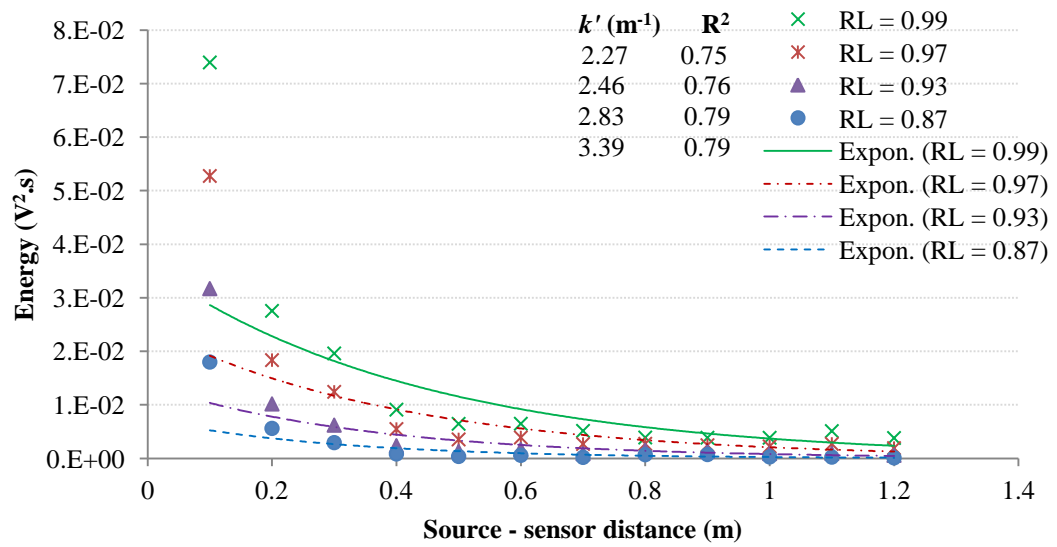 k' (m⁻¹) R²
2.27 0.75
2.46 0.76
2.83 0.79
3.39 0.79
RL = 0.99
RL = 0.97
RL = 0.93
RL = 0.87
Expon. (RL = 0.99)
Expon. (RL = 0.97)
Expon. (RL = 0.93)
Expon. (RL = 0.87)
Energy (V².s)
8.E-02
7.E-02
6.E-02
5.E-02
4.E-02
3.E-02
2.E-02
1.E-02
0.E+00
0 0.2 0.4 0.6 0.8 1 1.2 1.4
Source - sensor distance (m)